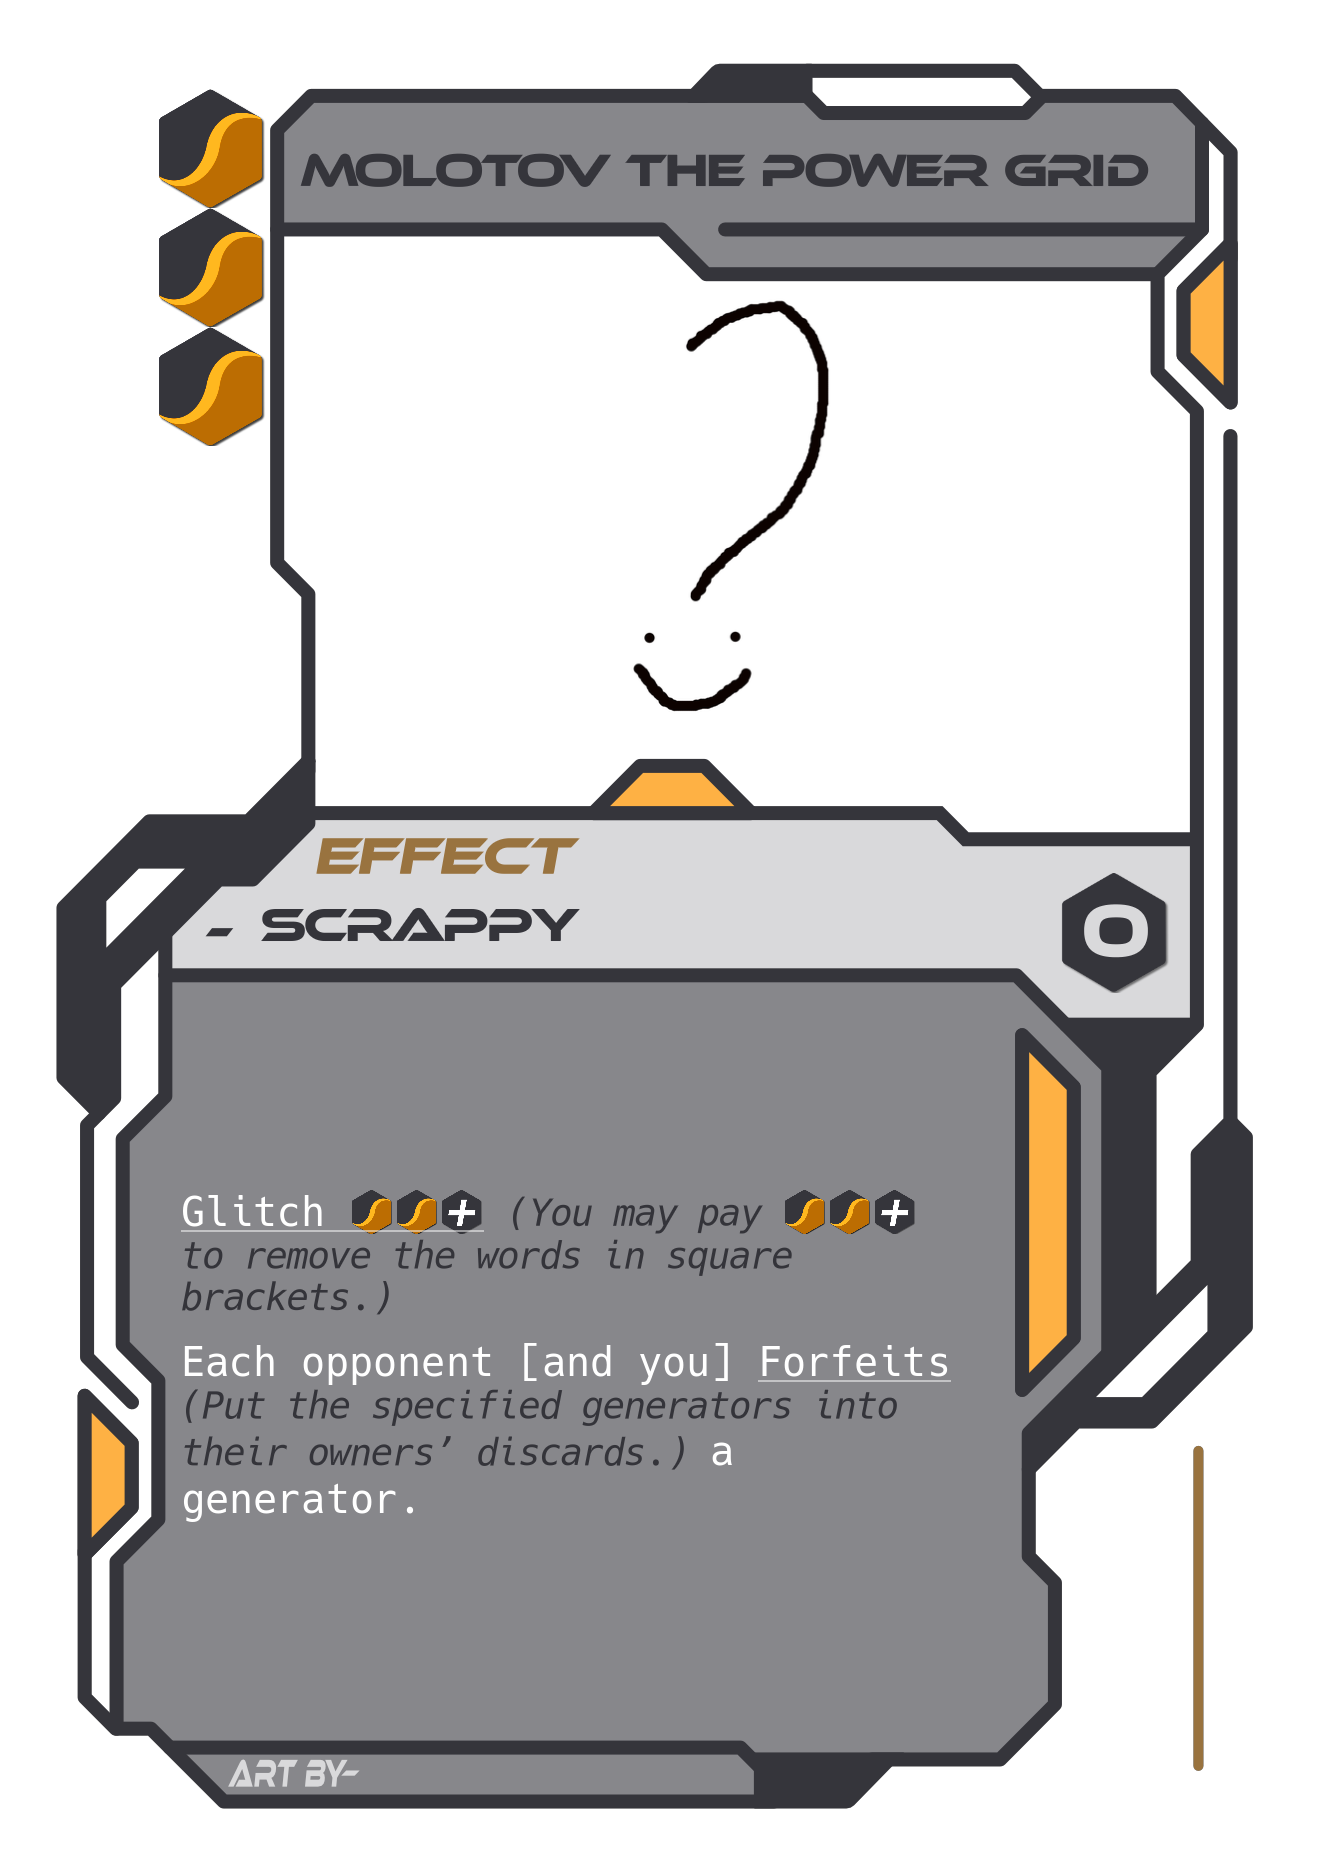 MOLOTOV THE POWER GRID
EFFECT
- SCRAPPY
0
Glitch + (You may pay +
to remove the words in square
brackets.)
Each opponent [and you] Forfeits
(Put the specified generators into
their owners’ discards.) a
generator.
ART BY-